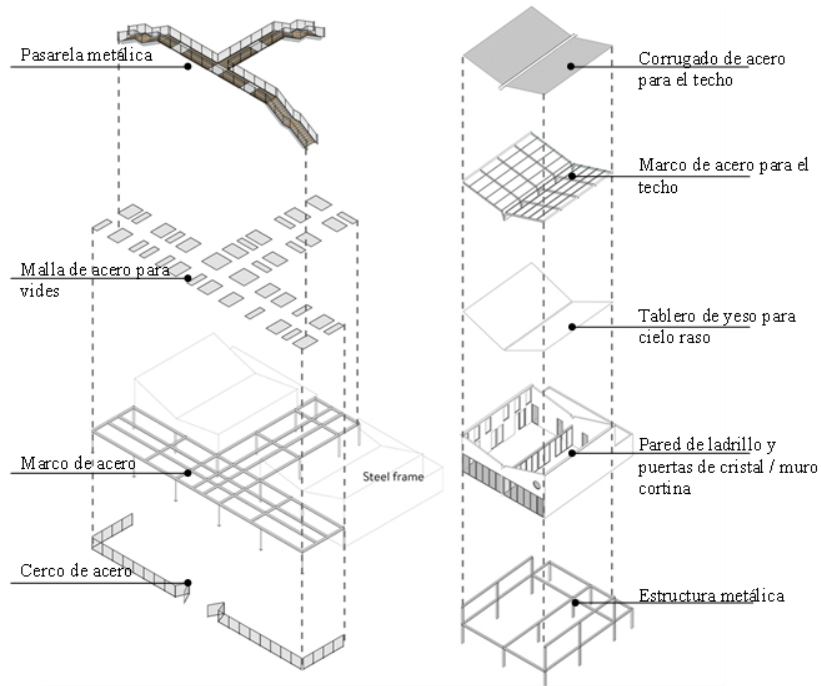 Pasarela metálica
Malla de acero para
vides
Marco de acero
Steel frame
Cerco de acero
Corrugado de acero
para el techo
Marco de acero para el
techo
Tablero de yeso para
cielo raso
Pared de ladrillo y
puertas de cristal / muro
cortina
Estructura metálica